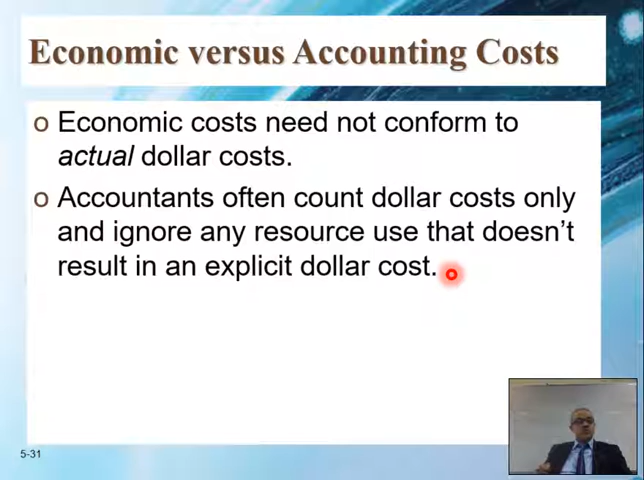 Economic versus Accounting Costs
o Economic costs need not conform to
actual dollar costs.
o Accountants often count dollar costs only
and ignore any resource use that doesn't
result in an explicit dollar cost.
5-31